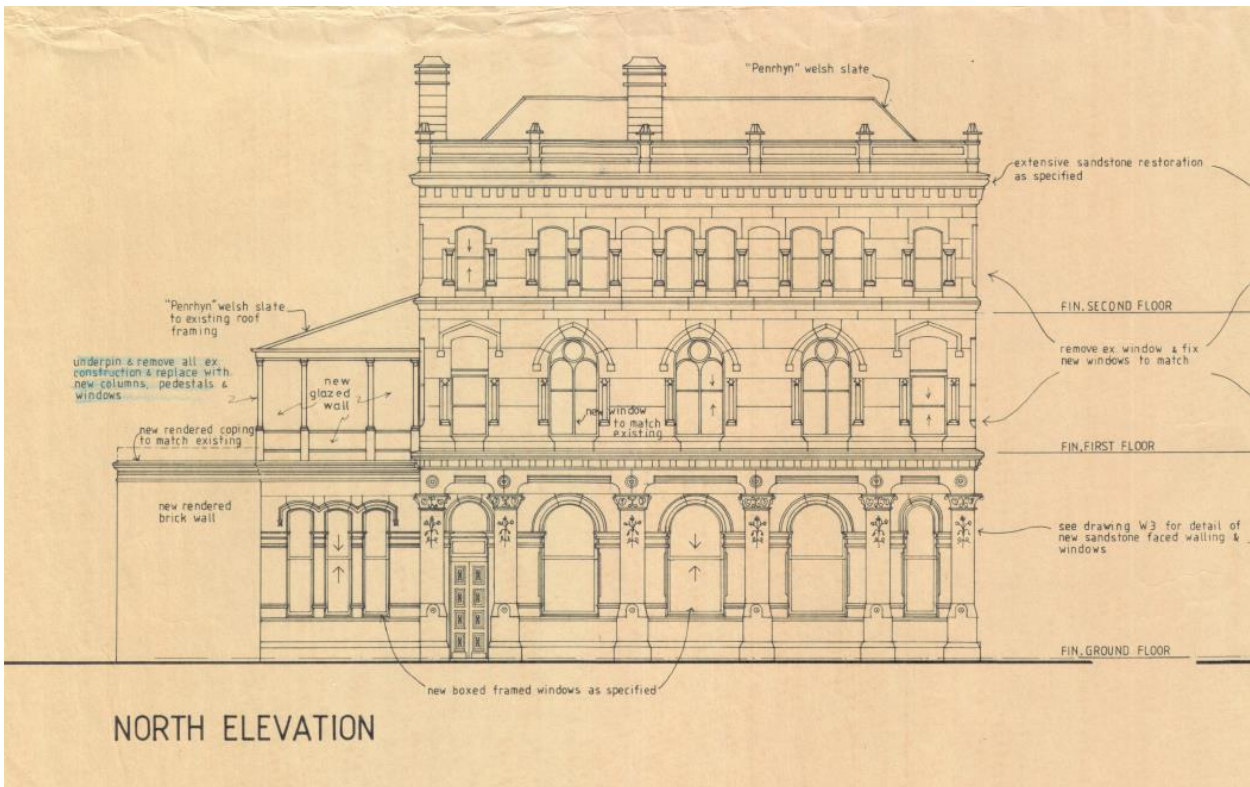 "Penrhyn" welsh slate
extensive sandstone restoration
as specified
"Penrhyn" welsh slate
to existing roof
framing
FIN. SECOND FLOOR
underpin & remove all ex
construction & replace with
new columns, pedestals &
windows
new
glazed
wall
remove ex window & fix
new windows to match
new window
to match
existing
new rendered coping
to match existing
FIN. FIRST FLOOR
new rendered
brick wall
see drawing W3 for detail of
new sandstone faced walling &
windows
FIN. GROUND FLOOR
new boxed framed windows as specified
NORTH ELEVATION